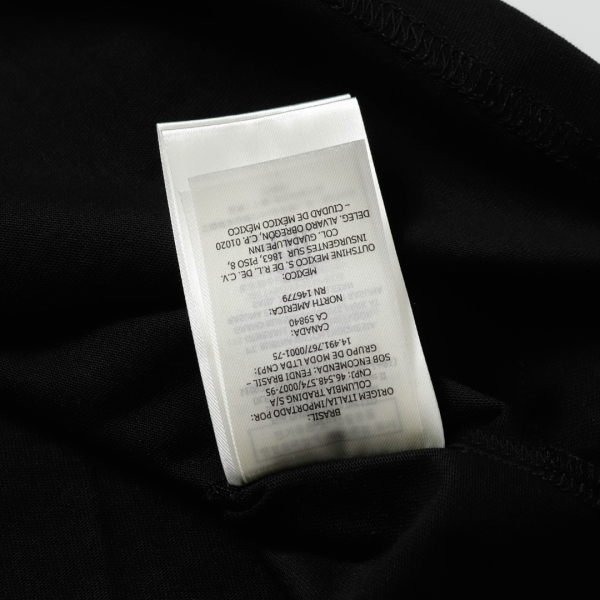 BRASIL:
ORIGEM ITALIA/IMPORTADO POR:
COLUMBIA TRADING S/A
CNPJ: 46.548.574/0007-95
SOB ENCOMENDA: FENDI BRASIL –
GRUPO DE MODA LTDA CNPJ:
14.491.767/0001-75
CANADA:
CA 59840
NORTH AMERICA:
RN 146779
MEXICO:
OUTSHINE MEXICO S. DE R.L. DE. C.V.
INSURGENTES SUR 1863, PISO 8,
COL. GUADALUPE INN
DELEG. ALVARO OBREGÓN, C.P. 01020
– CIUDAD DE MÉXICO MÉXICO